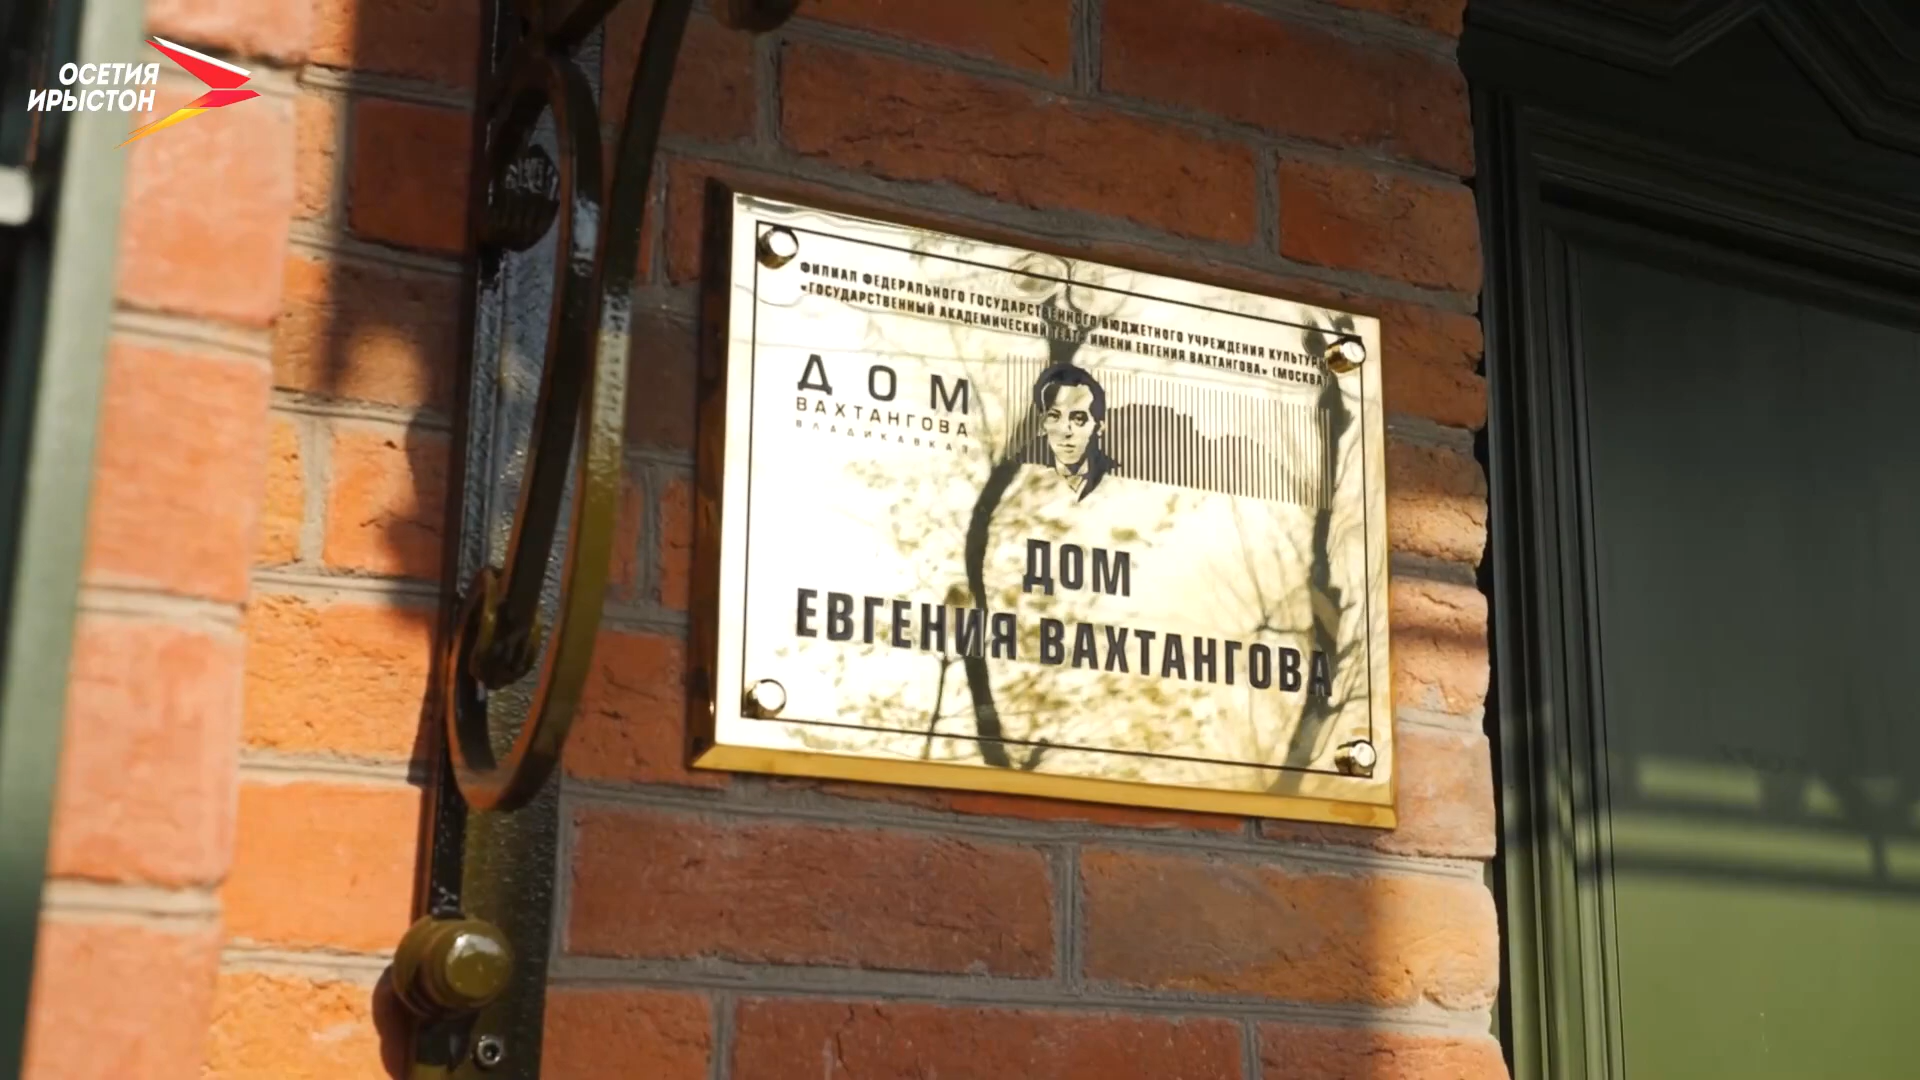 ОСЕТИЯ
ИРЫСТОН
ФИЛИАЛ ФЕДЕРАЛЬНОГО ГОСУДАРСТВЕННОГО БЮДЖЕТНОГО УЧРЕЖДЕНИЯ КУЛЬТУРЫ
«ГОСУДАРСТВЕННЫЙ АКАДЕМИЧЕСКИЙ ТЕАТР ИМЕНИ ЕВГЕНИЯ ВАХТАНГОВА» (МОСКВА)
ДОМ
ВАХТАНГОВА
ВЛАДИКАВКАЗ
ДОМ
ЕВГЕНИЯ ВАХТАНГОВА